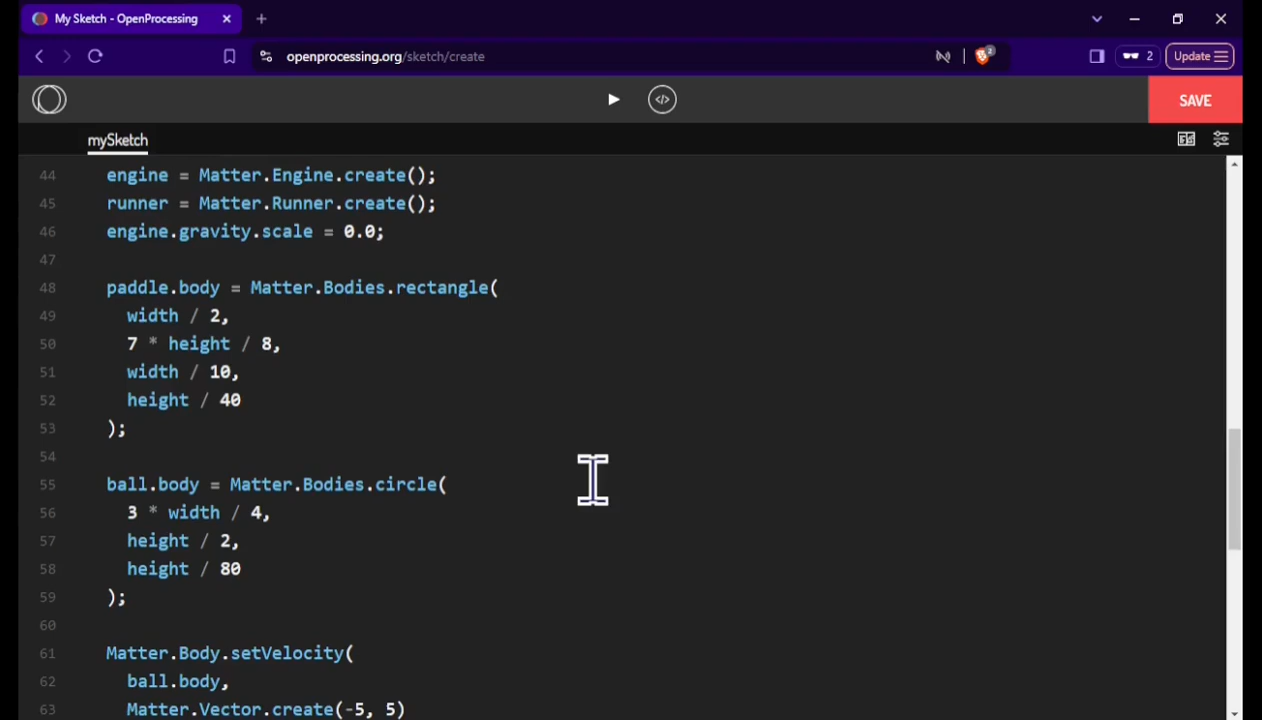 My Sketch - OpenProcessing
openprocessing.org/sketch/create
2
2
Update
SAVE
mySketch
44 engine = Matter.Engine.create();
45 runner = Matter.Runner.create();
46 engine.gravity.scale = 0.0;
47
48 paddle.body = Matter.Bodies.rectangle(
49 width / 2,
50 7 * height / 8,
51 width / 10,
52 height / 40
53 );
54
55 ball.body = Matter.Bodies.circle(
56 3 * width / 4,
57 height / 2,
58 height / 80
59 );
60
61 Matter.Body.setVelocity(
62 ball.body,
63 Matter.Vector.create(-5, 5)